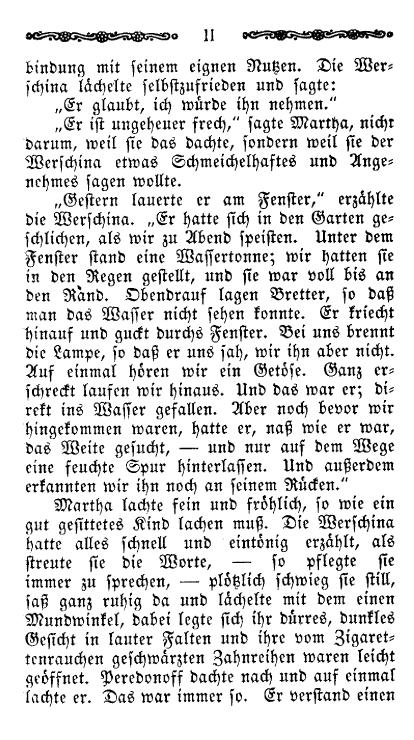 11
bindung mit seinem eignen Nutzen. Die Wer-
schina lächelte selbstzufrieden und sagte:
„Er glaubt, ich würde ihn nehmen.“
„Er ist ungeheuer frech,“ sagte Martha, nicht
darum, weil sie das dachte, sondern weil sie der
Werschina etwas Schmeichelhaftes und Ange-
nehmes sagen wollte.
„Gestern lauerte er am Fenster,“ erzählte
die Werschina. „Er hatte sich in den Garten ge-
schlichen, als wir zu Abend speisten. Unter dem
Fenster stand eine Wassertonne; wir hatten sie
in den Regen gestellt, und sie war voll bis an
den Rand. Obendrauf lagen Bretter, so daß
man das Wasser nicht sehen konnte. Er kriecht
hinauf und guckt durchs Fenster. Bei uns brennt
die Lampe, so daß er uns sah, wir ihn aber nicht.
Auf einmal hören wir ein Getöse. Ganz er-
schreckt laufen wir hinaus. Und das war er; di-
rekt ins Wasser gefallen. Aber noch bevor wir
hingekommen waren, hatte er, naß wie er war,
das Weite gesucht, — und nur auf dem Wege
eine feuchte Spur hinterlassen. Und außerdem
erkannten wir ihn noch an seinem Rücken.“
Martha lachte fein und fröhlich, so wie ein
gut gesittetes Kind lachen muß. Die Werschina
hatte alles schnell und eintönig erzählt, als
streute sie die Worte, — so pflegte sie
immer zu sprechen, — plötzlich schwieg sie still,
saß ganz ruhig da und lächelte mit dem einen
Mundwinkel, dabei legte sich ihr dürres, dunkles
Gesicht in lauter Falten und ihre vom Zigaret-
tenrauchen geschwärzten Zahnreihen waren leicht
geöffnet. Peredonoff dachte nach und auf einmal
lachte er. Das war immer so. Er verstand einen